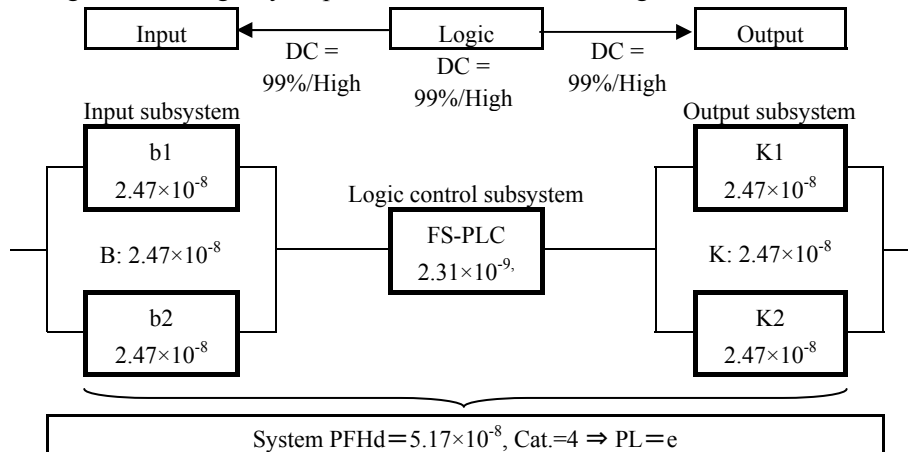 Input
Logic
Output
DC =
99%/High
DC =
99%/High
DC =
99%/High
Input subsystem
Output subsystem
b1
2.47×10⁻⁸
K1
2.47×10⁻⁸
Logic control subsystem
FS-PLC
2.31×10⁻⁹,
B: 2.47×10⁻⁸
K: 2.47×10⁻⁸
b2
2.47×10⁻⁸
K2
2.47×10⁻⁸
System PFHd=5.17×10⁻⁸, Cat.=4 ⇒ PL=e